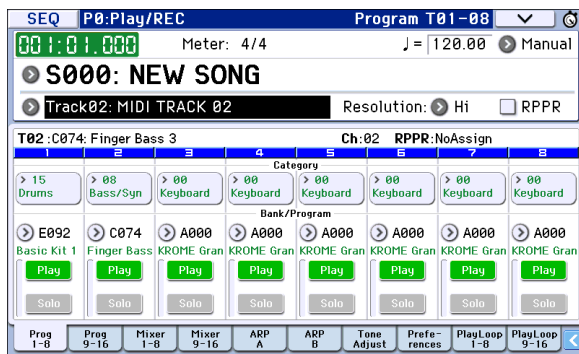 SEQ P0:Play/REC Program T01-08
001:01.000 Meter: 4/4 ♩= 120.00 Manual
S000: NEW SONG
Track02: MIDI TRACK 02 Resolution: Hi RPPR
T02:C074: Finger Bass 3 Ch:02 RPPR:NoAssign
1 2 3 4 5 6 7 8
Category
> 15 > 08 > 00 > 00 > 00 > 00 > 00 > 00
Drums Bass/Syn Keyboard Keyboard Keyboard Keyboard Keyboard Keyboard
Bank/Program
E092 C074 A000 A000 A000 A000 A000 A000
Basic Kit 1 Finger Bass KROME Gran KROME Gran KROME Gran KROME Gran KROME Gran KROME Gran
Play Play Play Play Play Play Play Play
Solo Solo Solo Solo Solo Solo Solo Solo
Prog Prog Mixer Mixer ARP ARP Tone Prefe- PlayLoop PlayLoop
1-8 9-16 1-8 9-16 A B Adjust rences 1-8 9-16